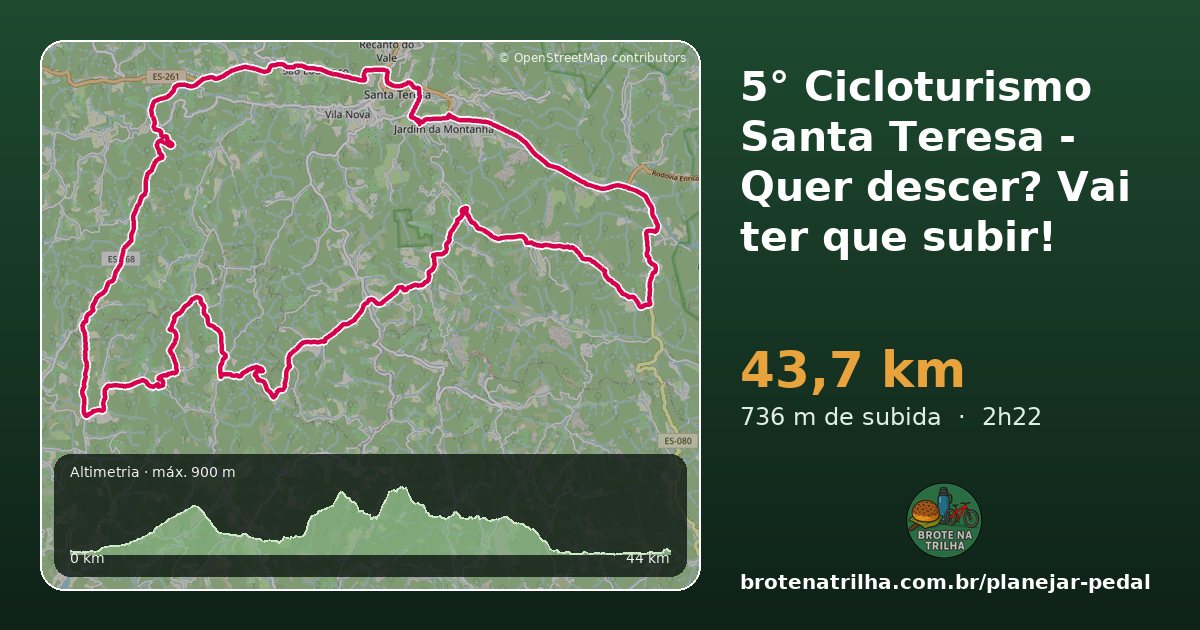 Recanto do
Vale
© OpenStreetMap contributors
ES-261
Santa Teresa
Vila Nova
Jardim da Montanha
Rodovia Enrico
ES-080
Altimetria · máx. 900 m
0 km
44 km
5° Cicloturismo
Santa Teresa -
Quer descer? Vai
ter que subir!
43,7 km
736 m de subida · 2h22
BROTE NA
TRILHA
brotenatrilha.com.br/planejar-pedal